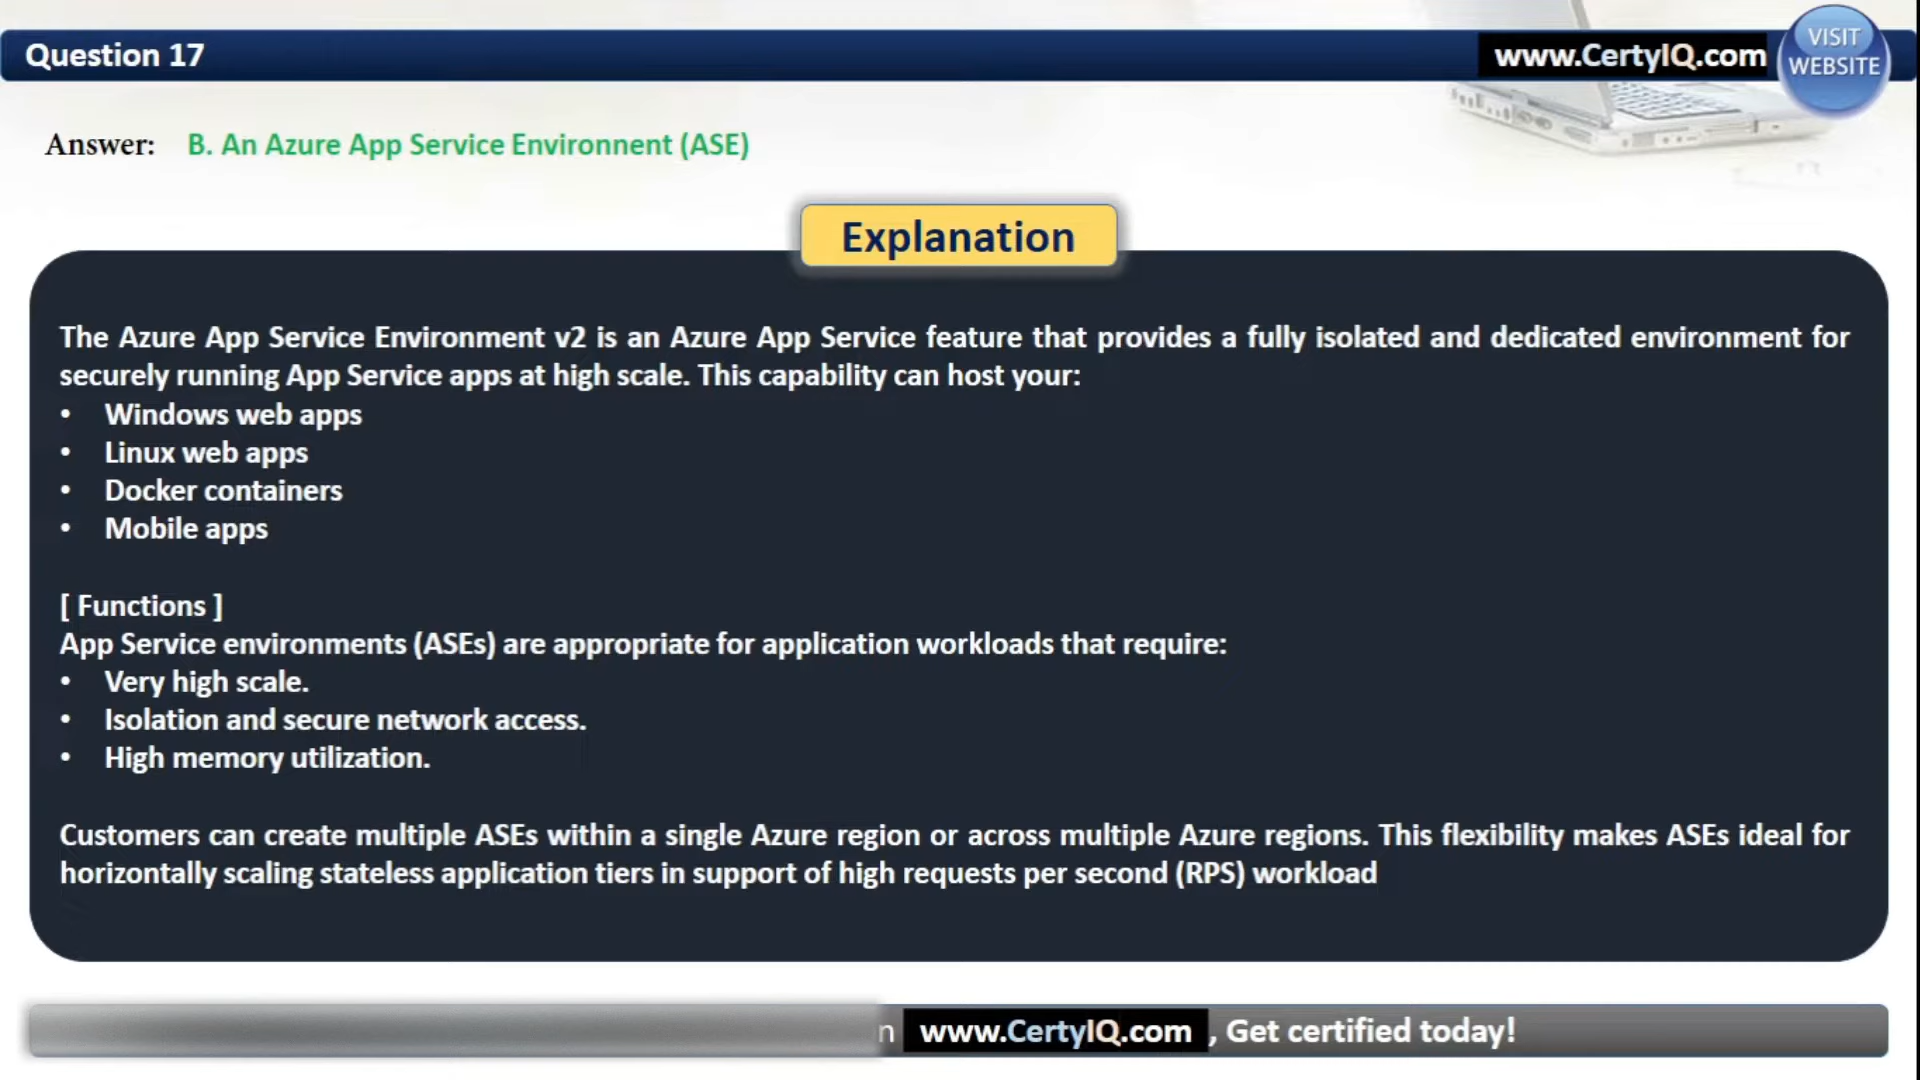 Question 17
www.CertyIQ.com
VISIT
WEBSITE
Answer: B. An Azure App Service Environnent (ASE)
Explanation
The Azure App Service Environment v2 is an Azure App Service feature that provides a fully isolated and dedicated environment for
securely running App Service apps at high scale. This capability can host your:
• Windows web apps
• Linux web apps
• Docker containers
• Mobile apps
[ Functions ]
App Service environments (ASEs) are appropriate for application workloads that require:
• Very high scale.
• Isolation and secure network access.
• High memory utilization.
Customers can create multiple ASEs within a single Azure region or across multiple Azure regions. This flexibility makes ASEs ideal for
horizontally scaling stateless application tiers in support of high requests per second (RPS) workload
www.CertyIQ.com , Get certified today!